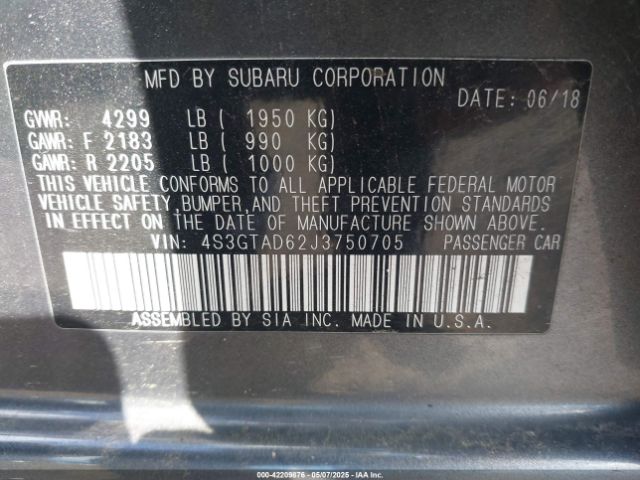 MFD BY SUBARU CORPORATION
DATE: 06/18
GVWR: 4299 LB ( 1950 KG)
GAWR: F 2183 LB ( 990 KG)
GAWR: R 2205 LB ( 1000 KG)
THIS VEHICLE CONFORMS TO ALL APPLICABLE FEDERAL MOTOR
VEHICLE SAFETY,BUMPER,AND THEFT PREVENTION STANDARDS
IN EFFECT ON THE DATE OF MANUFACTURE SHOWN ABOVE.
VIN: 4S3GTAD62J3750705 PASSENGER CAR
ASSEMBLED BY SIA INC. MADE IN U.S.A.
000-42209876 - 05/07/2025 - IAA Inc.